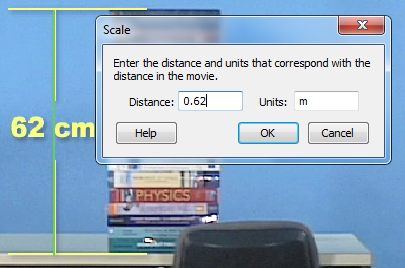 Scale
Enter the distance and units that correspond with the
distance in the movie.
Distance: 0.62 Units: m
62 cm
Help OK Cancel
PHYSICS